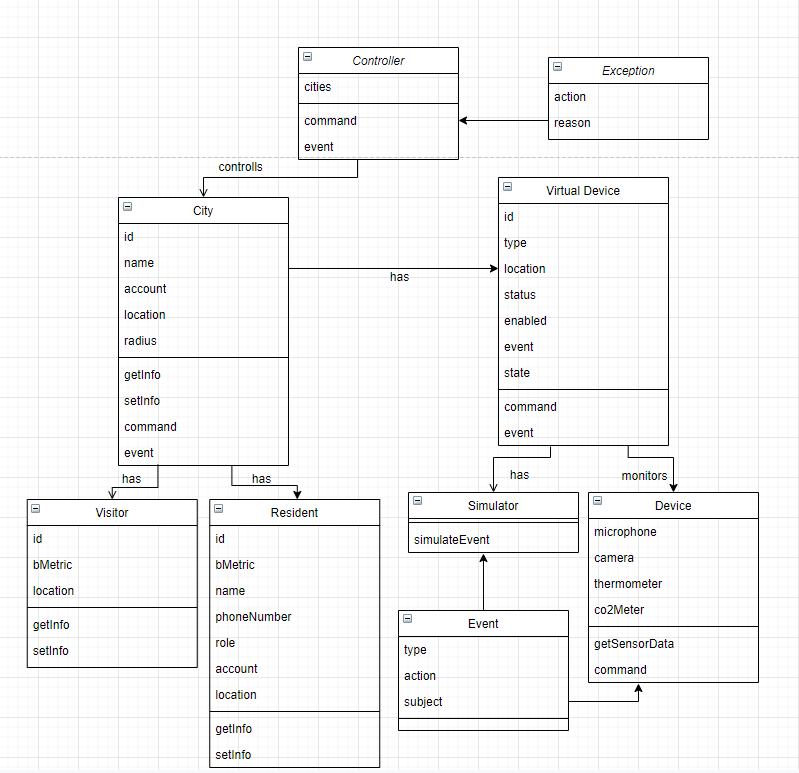 Controller
cities
command
event
Exception
action
reason
controlls
City
id
name
account
location
radius
getInfo
setInfo
command
event
has
Virtual Device
id
type
location
status
enabled
event
state
command
event
has
has
has
monitors
Visitor
id
bMetric
location
getInfo
setInfo
Resident
id
bMetric
name
phoneNumber
role
account
location
getInfo
setInfo
Simulator
simulateEvent
Device
microphone
camera
thermometer
co2Meter
getSensorData
command
Event
type
action
subject